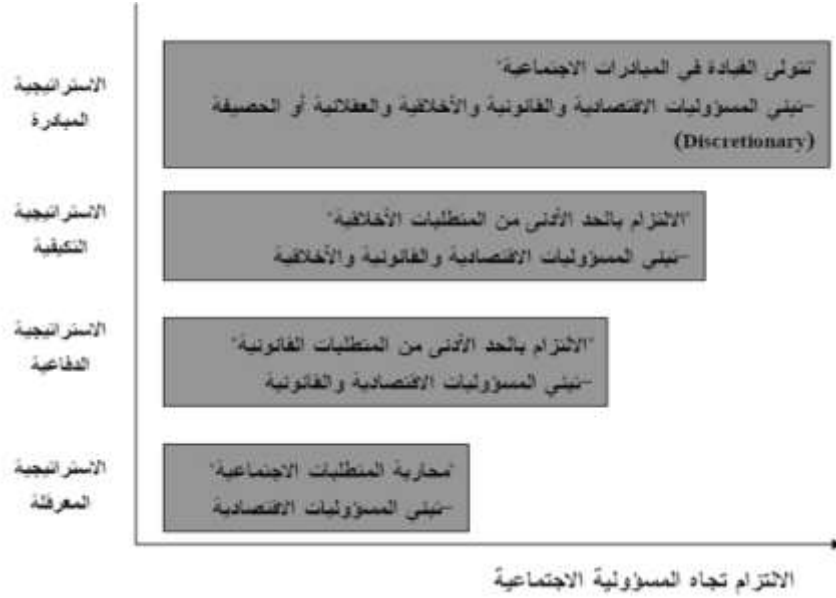 الاستراتيجية
المبادرة
"تتولى القيادة في المبادرات الاجتماعية"
–تبني المسؤوليات الاقتصادية والقانونية والأخلاقية والعقلانية أو الحصيفة
(Discretionary)
الاستراتيجية
التكيفية
"الالتزام بالحد الأدنى من المتطلبات الأخلاقية"
–تبني المسؤوليات الاقتصادية والقانونية والأخلاقية
الاستراتيجية
الدفاعية
"الالتزام بالحد الأدنى من المتطلبات القانونية"
–تبني المسؤوليات الاقتصادية والقانونية
الاستراتيجية
المعرقلة
"محاربة المتطلبات الاجتماعية"
–تبني المسؤوليات الاقتصادية
الالتزام تجاه المسؤولية الاجتماعية